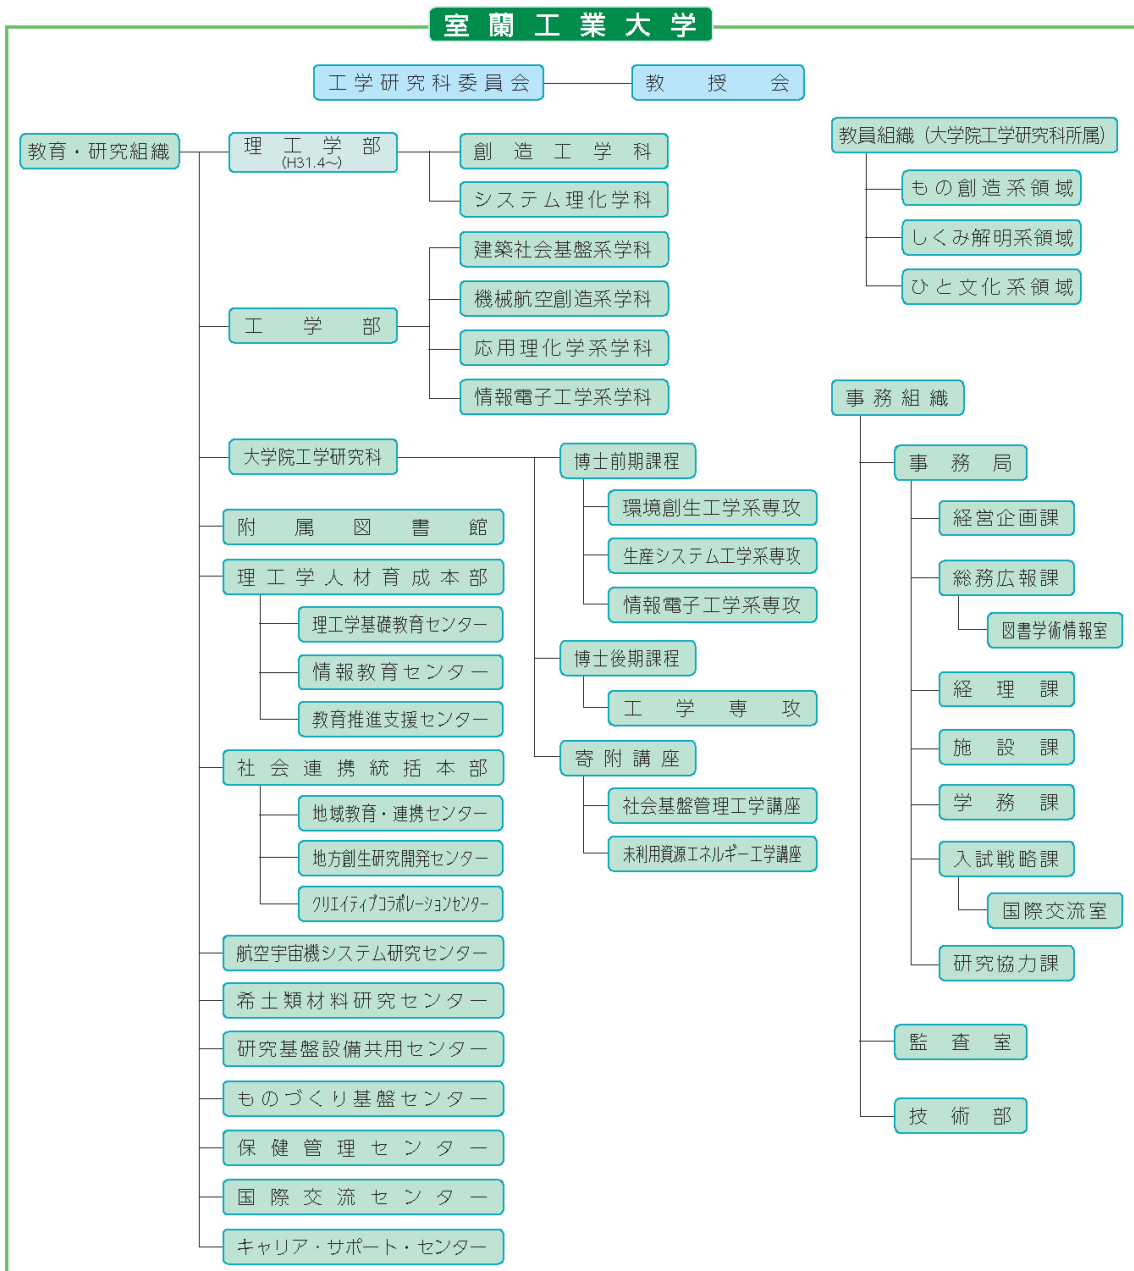 室蘭工業大学
工学研究科委員会
教授会
教育・研究組織
理工学部
(H31.4〜)
創造工学科
システム理化学科
工学部
建築社会基盤系学科
機械航空創造系学科
応用理化学系学科
情報電子工学系学科
大学院工学研究科
博士前期課程
環境創生工学系専攻
生産システム工学系専攻
情報電子工学系専攻
博士後期課程
工学専攻
寄附講座
社会基盤管理工学講座
未利用資源エネルギー工学講座
附属図書館
理工学人材育成本部
理工学基礎教育センター
情報教育センター
教育推進支援センター
社会連携統括本部
地域教育・連携センター
地方創生研究開発センター
クリエイティブコラボレーションセンター
航空宇宙機システム研究センター
希土類材料研究センター
研究基盤設備共用センター
ものづくり基盤センター
保健管理センター
国際交流センター
キャリア・サポート・センター
教員組織（大学院工学研究科所属）
もの創造系領域
しくみ解明系領域
ひと文化系領域
事務組織
事務局
経営企画課
総務広報課
図書学術情報室
経理課
施設課
学務課
入試戦略課
国際交流室
研究協力課
監査室
技術部